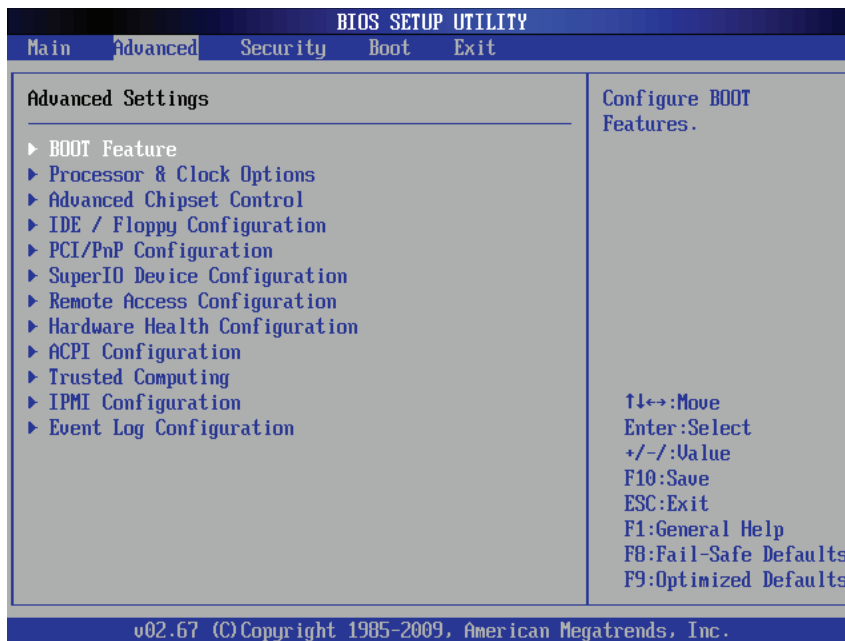 BIOS SETUP UTILITY
Main Advanced Security Boot Exit
Advanced Settings
BOOT Feature
Processor & Clock Options
Advanced Chipset Control
IDE / Floppy Configuration
PCI/PnP Configuration
SuperIO Device Configuration
Remote Access Configuration
Hardware Health Configuration
ACPI Configuration
Trusted Computing
IPMI Configuration
Event Log Configuration
Configure BOOT
Features.
↑↓←→:Move
Enter:Select
+/-/:Value
F10:Save
ESC:Exit
F1:General Help
F8:Fail-Safe Defaults
F9:Optimized Defaults
v02.67 (C)Copyright 1985-2009, American Megatrends, Inc.